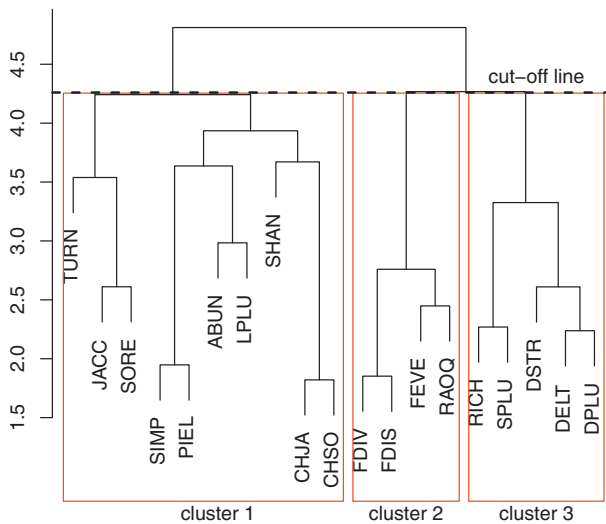 4.5
4.0
3.5
3.0
2.5
2.0
1.5
cut-off line
TURN
JACC
SORE
SIMP
PIEL
ABUN
LPLU
SHAN
CHJA
CHSO
FDIV
FDIS
FEVE
RAOQ
RICH
SPLU
DSTR
DELT
DPLU
cluster 1
cluster 2
cluster 3